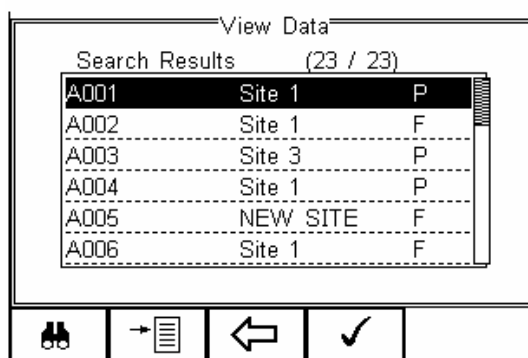 View Data
Search Results (23 / 23)
A001 Site 1 P
A002 Site 1 F
A003 Site 3 P
A004 Site 1 P
A005 NEW SITE F
A006 Site 1 F